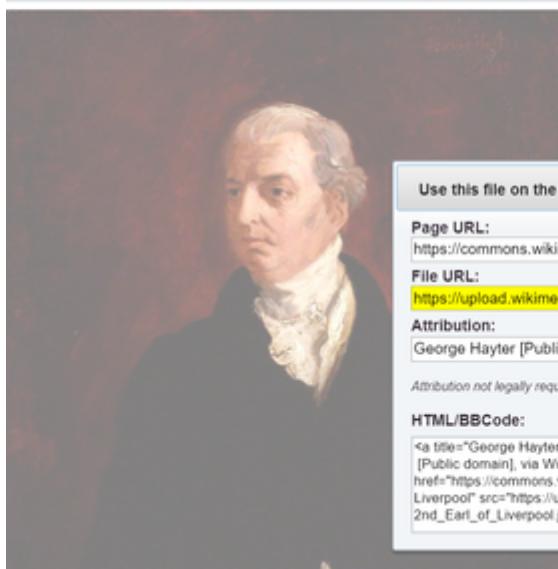 Use this file on the
Page URL:
https://commons.wiki
File URL:
https://upload.wikime
Attribution:
George Hayter [Publi
Attribution not legally requ
HTML/BBCode:
<a title="George Hayter
[Public domain], via Wi
href="https://commons.
Liverpool" src="https://u
2nd_Earl_of_Liverpool.